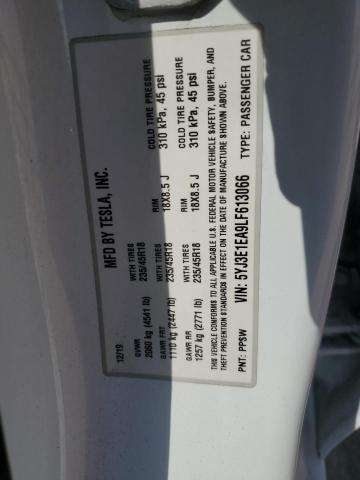 MFD BY TESLA, INC.
12/19
GVWR
2060 kg (4541 lb)
WITH TIRES
235/45R18
RIM
18X8.5 J
COLD TIRE PRESSURE
310 kPa, 45 psi
GAWR FRT
1110 kg (2447 lb)
WITH TIRES
235/45R18
RIM
18X8.5 J
COLD TIRE PRESSURE
310 kPa, 45 psi
GAWR RR
1257 kg (2771 lb)
THIS VEHICLE CONFORMS TO ALL APPLICABLE U.S. FEDERAL MOTOR VEHICLE SAFETY, BUMPER, AND
THEFT PREVENTION STANDARDS IN EFFECT ON THE DATE OF MANUFACTURE SHOWN ABOVE.
VIN: 5YJ3E1EA9LF613066
PNT: PPSW
TYPE: PASSENGER CAR